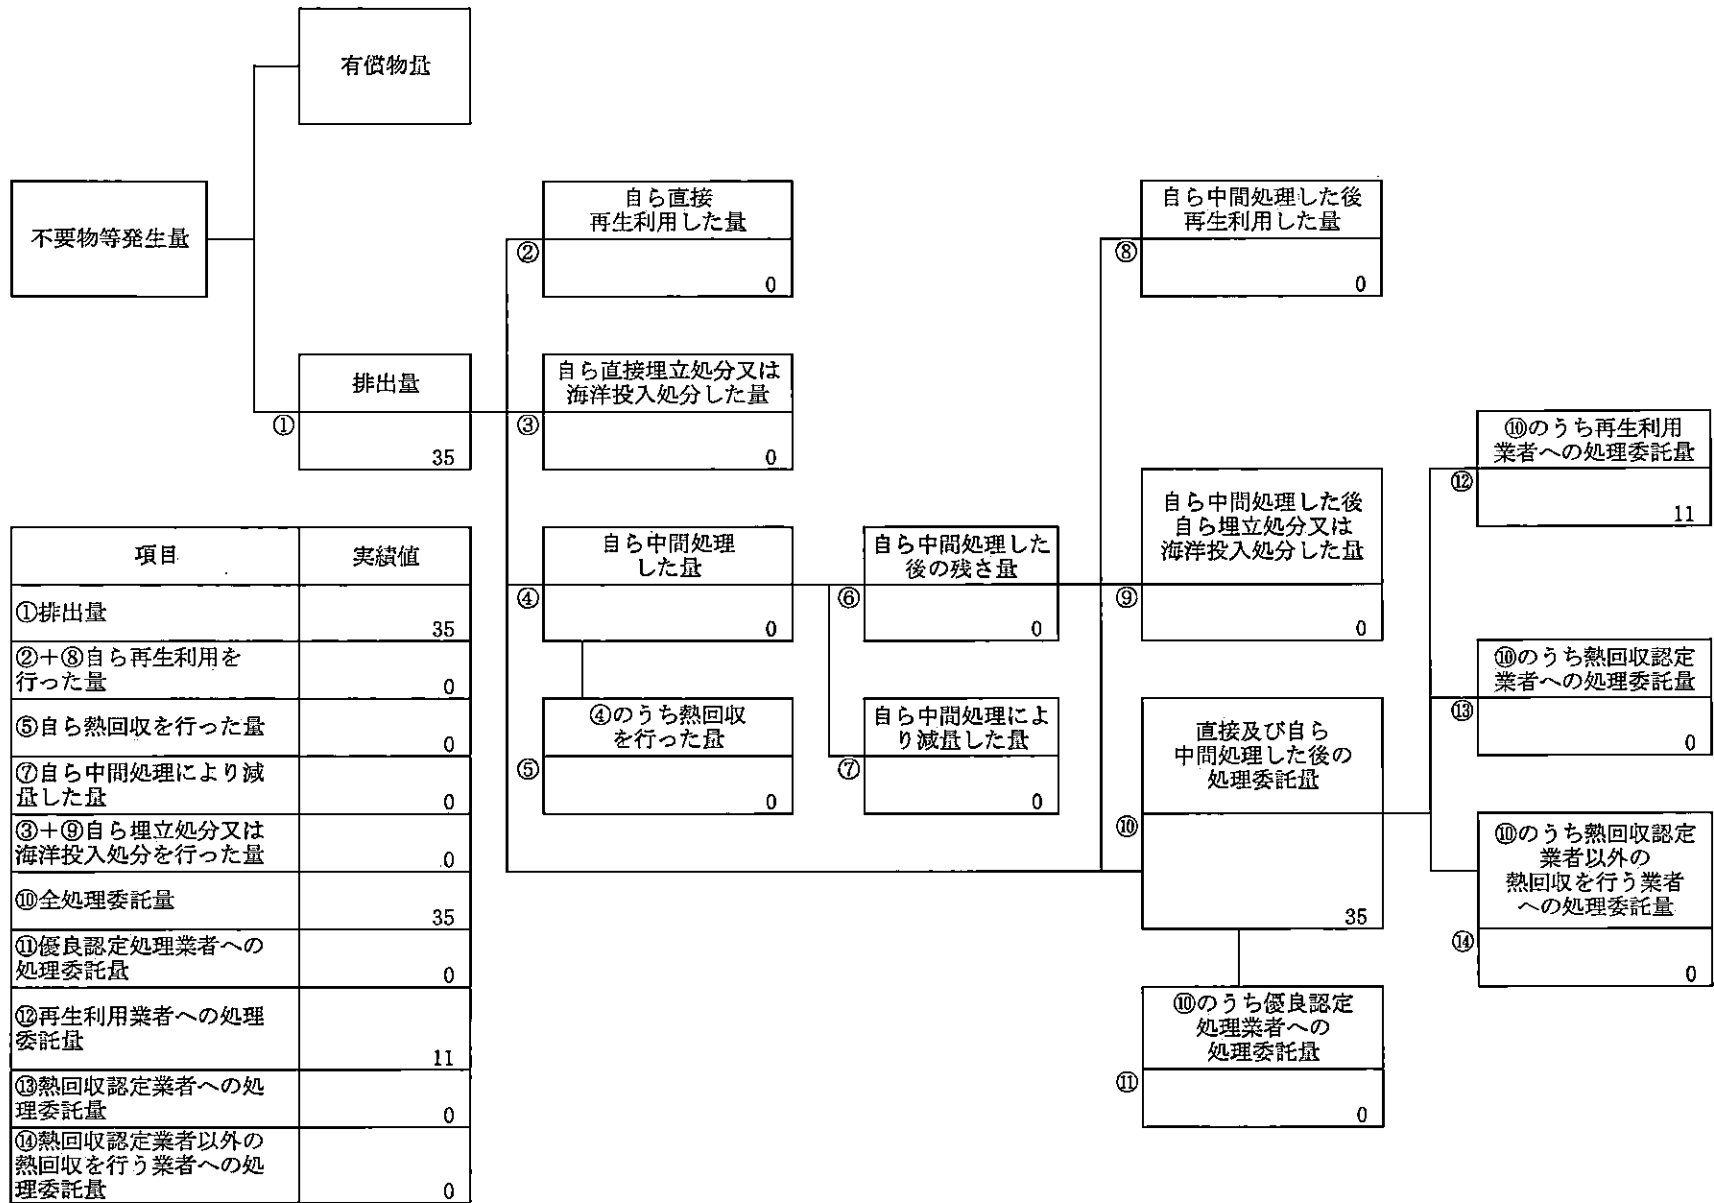 有償物量
不要物等発生量
排出量
①
35
自ら直接
再生利用した量
②
0
自ら直接埋立処分又は
海洋投入処分した量
③
0
自ら中間処理
した量
④
0
④のうち熱回収
を行った量
⑤
0
自ら中間処理した
後の残さ量
⑥
0
自ら中間処理によ
り減量した量
⑦
0
自ら中間処理した後
再生利用した量
⑧
0
自ら中間処理した後
自ら埋立処分又は
海洋投入処分した量
⑨
0
直接及び自ら
中間処理した後の
処理委託量
⑩
35
⑩のうち優良認定
処理業者への
処理委託量
⑪
0
⑩のうち再生利用
業者への処理委託量
⑫
11
⑩のうち熱回収認定
業者への処理委託量
⑬
0
⑩のうち熱回収認定
業者以外の
熱回収を行う業者
への処理委託量
⑭
0
項目 実績値
①排出量 35
②+⑧自ら再生利用を
行った量 0
⑤自ら熱回収を行った量 0
⑦自ら中間処理により減
量した量 0
③+⑨自ら埋立処分又は
海洋投入処分を行った量 0
⑩全処理委託量 35
⑪優良認定処理業者への
処理委託量 0
⑫再生利用業者への処理
委託量 11
⑬熱回収認定業者への処
理委託量 0
⑭熱回収認定業者以外の
熱回収を行う業者への処
理委託量 0